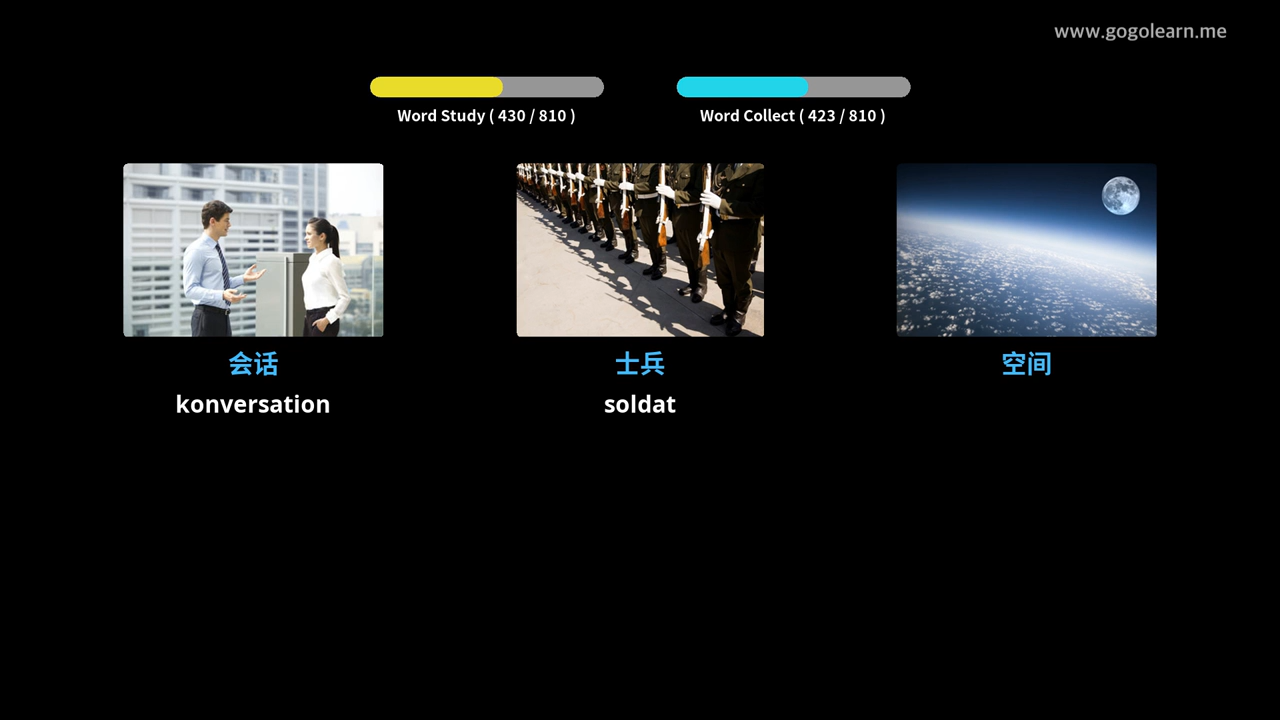 www.gogolearn.me
Word Study ( 430 / 810 )
Word Collect ( 423 / 810 )
会话
士兵
空间
konversation
soldat